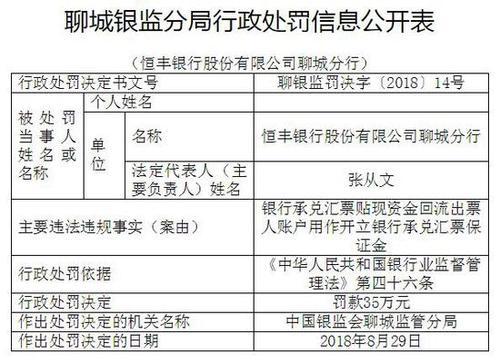 聊城银监分局行政处罚信息公开表
（恒丰银行股份有限公司聊城分行）
行政处罚决定书文号 聊银监罚决字〔2018〕14号
被处罚当事人姓名或名称
个人姓名
单位
名称 恒丰银行股份有限公司聊城分行
法定代表人（主要负责人）姓名 张从文
主要违法违规事实（案由）
银行承兑汇票贴现资金回流出票
人账户用作开立银行承兑汇票保
证金
行政处罚依据
《中华人民共和国银行业监督管
理法》第四十六条
行政处罚决定 罚款35万元
作出处罚决定的机关名称 中国银监会聊城监管分局
作出处罚决定的日期 2018年8月29日